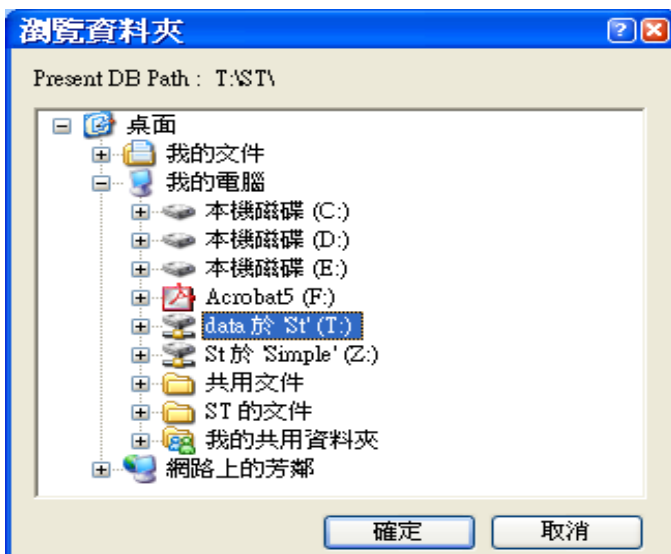 瀏覽資料夾
Present DB Path : T:\ST\
桌面
我的文件
我的電腦
本機磁碟 (C:)
本機磁碟 (D:)
本機磁碟 (E:)
Acrobat5 (F:)
data 於 'St' (T:)
St 於 'Simple' (Z:)
共用文件
ST 的文件
我的共用資料夾
網路上的芳鄰
確定 取消